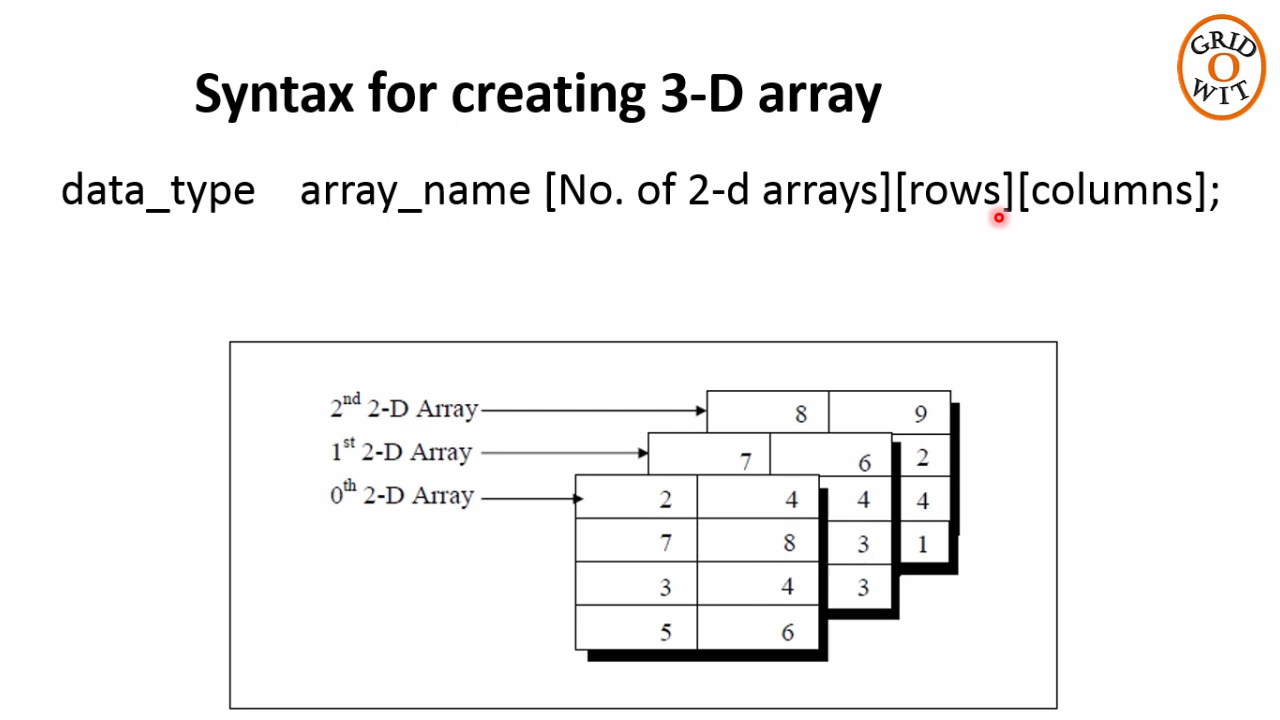 GRID
O
WIT
Syntax for creating 3-D array
data_type array_name [No. of 2-d arrays][rows][columns];
2nd 2-D Array 8 9
1st 2-D Array 7 6 2
0th 2-D Array 2 4 4 4
7 8 3 1
3 4 3
5 6